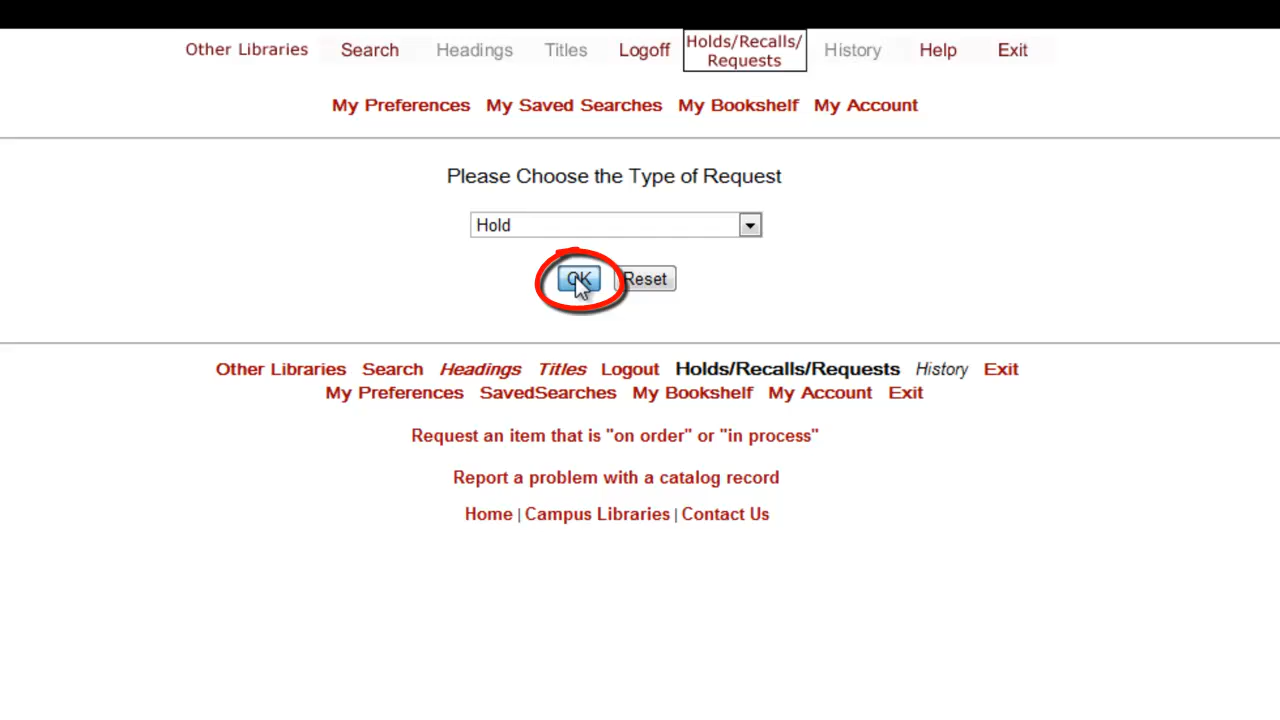 Other Libraries Search Headings Titles Logoff Holds/Recalls/ Requests History Help Exit
My Preferences My Saved Searches My Bookshelf My Account
Please Choose the Type of Request
Hold
OK Reset
Other Libraries Search Headings Titles Logout Holds/Recalls/Requests History Exit
My Preferences SavedSearches My Bookshelf My Account Exit
Request an item that is "on order" or "in process"
Report a problem with a catalog record
Home | Campus Libraries | Contact Us